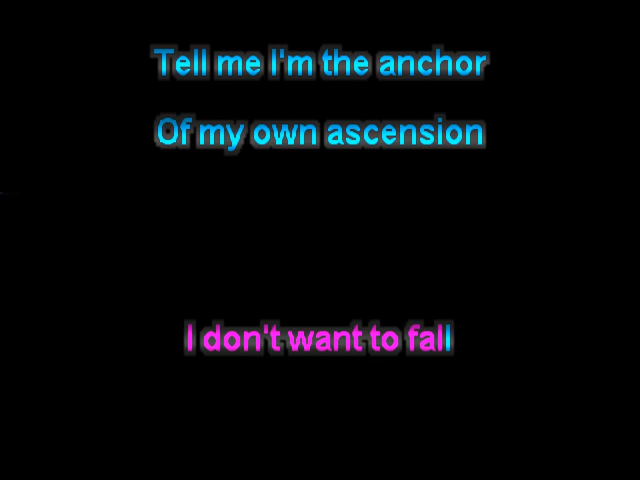 Tell me I'm the anchor
Of my own ascension
I don't want to fall